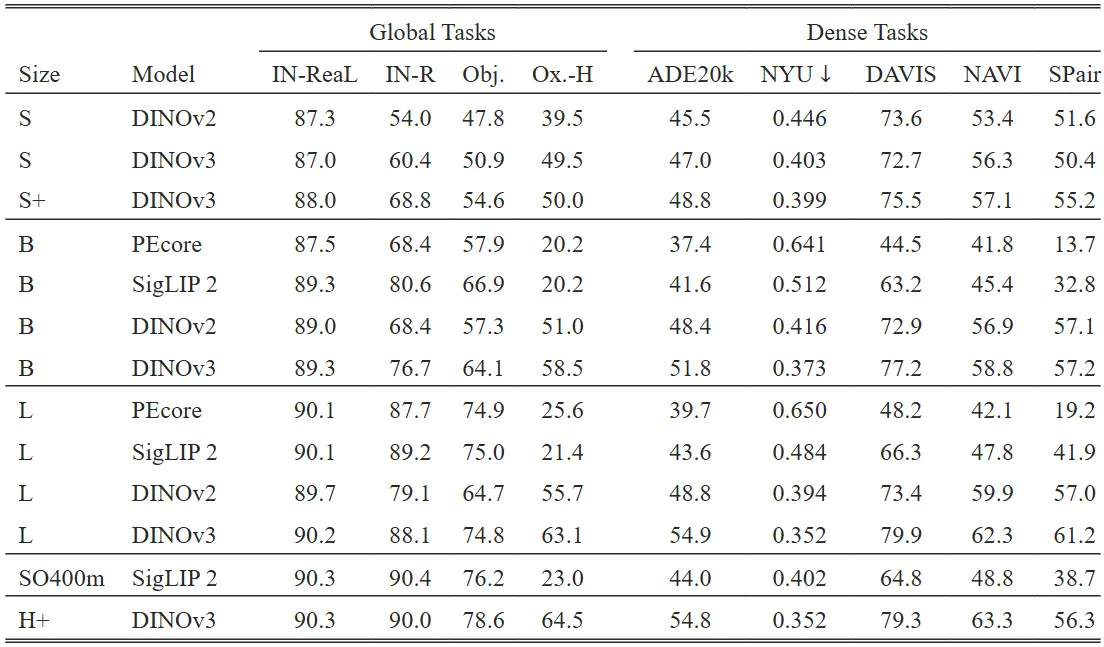 Global Tasks Dense Tasks
Size Model IN-ReaL IN-R Obj. Ox.-H ADE20k NYU ↓ DAVIS NAVI SPair
S DINOv2 87.3 54.0 47.8 39.5 45.5 0.446 73.6 53.4 51.6
S DINOv3 87.0 60.4 50.9 49.5 47.0 0.403 72.7 56.3 50.4
S+ DINOv3 88.0 68.8 54.6 50.0 48.8 0.399 75.5 57.1 55.2
B PEcore 87.5 68.4 57.9 20.2 37.4 0.641 44.5 41.8 13.7
B SigLIP 2 89.3 80.6 66.9 20.2 41.6 0.512 63.2 45.4 32.8
B DINOv2 89.0 68.4 57.3 51.0 48.4 0.416 72.9 56.9 57.1
B DINOv3 89.3 76.7 64.1 58.5 51.8 0.373 77.2 58.8 57.2
L PEcore 90.1 87.7 74.9 25.6 39.7 0.650 48.2 42.1 19.2
L SigLIP 2 90.1 89.2 75.0 21.4 43.6 0.484 66.3 47.8 41.9
L DINOv2 89.7 79.1 64.7 55.7 48.8 0.394 73.4 59.9 57.0
L DINOv3 90.2 88.1 74.8 63.1 54.9 0.352 79.9 62.3 61.2
SO400m SigLIP 2 90.3 90.4 76.2 23.0 44.0 0.402 64.8 48.8 38.7
H+ DINOv3 90.3 90.0 78.6 64.5 54.8 0.352 79.3 63.3 56.3